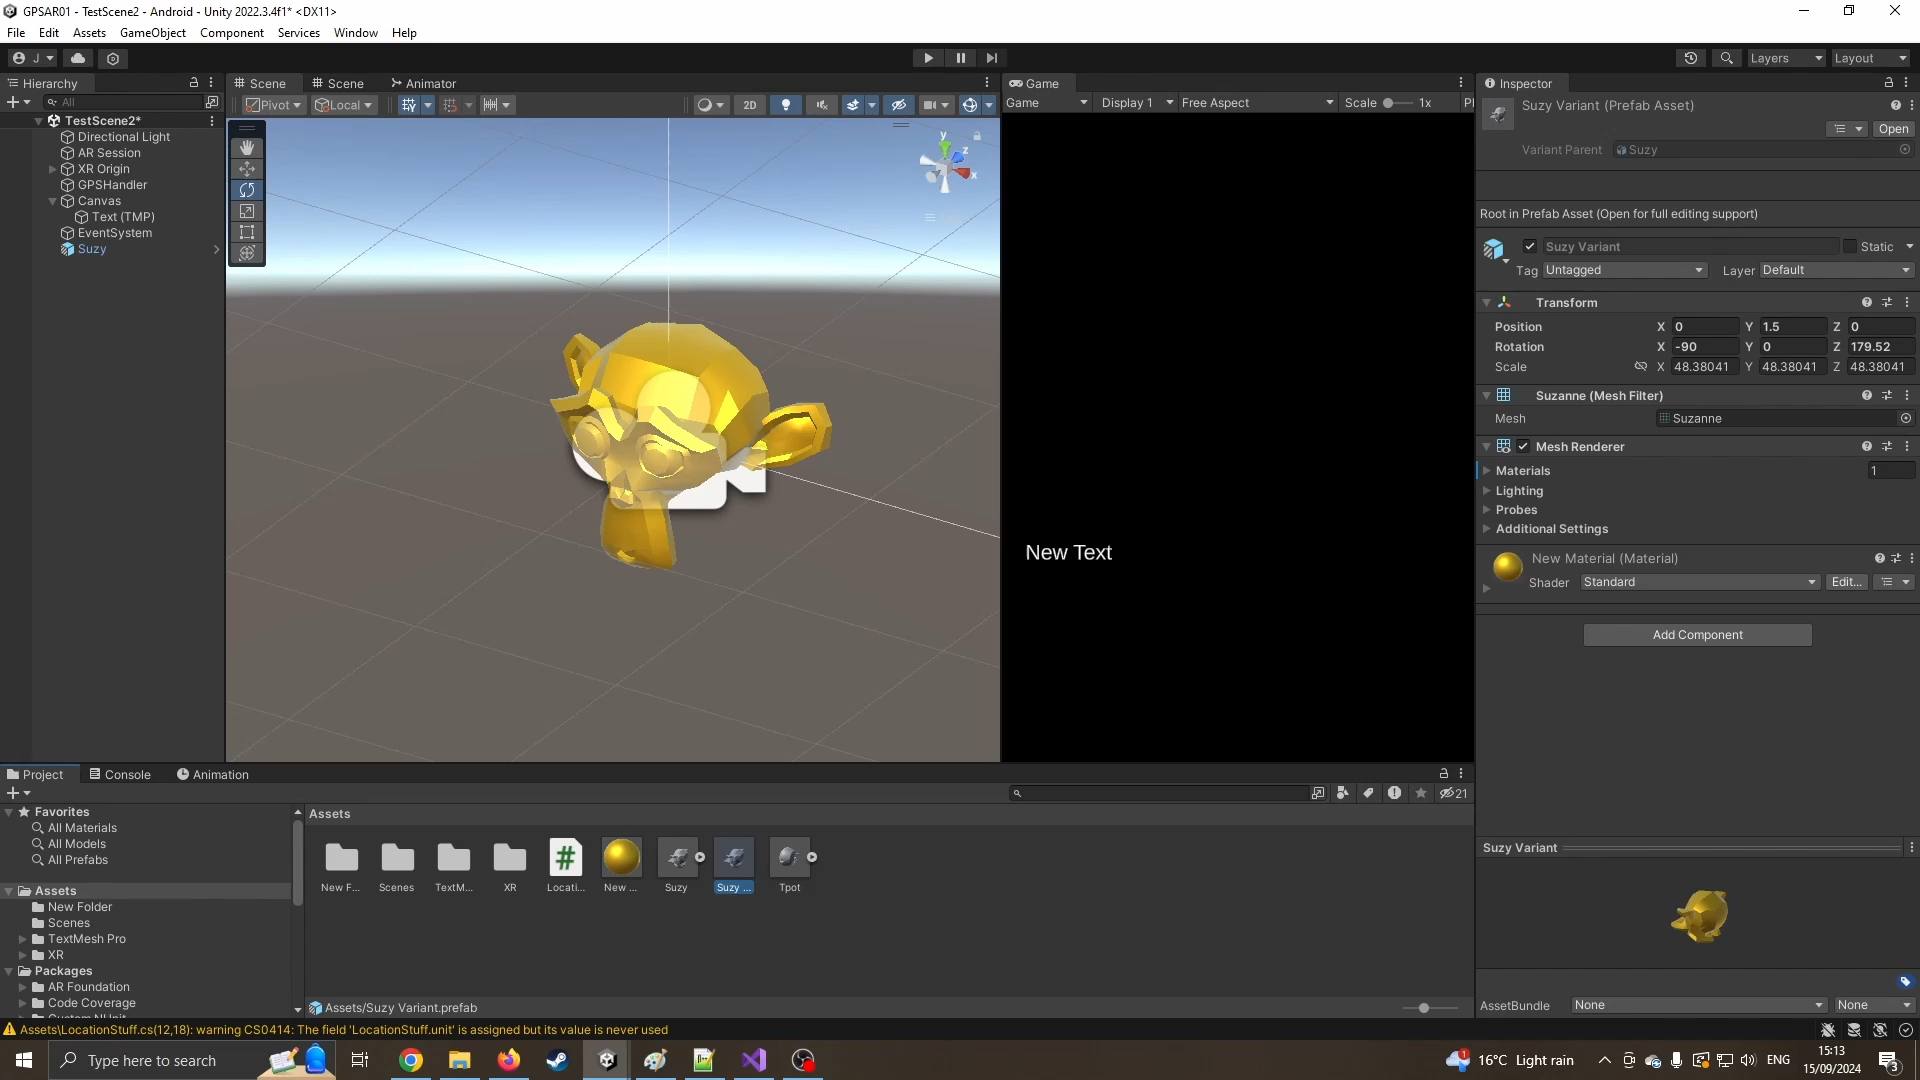 GPSAR01 - TestScene2 - Android - Unity 2022.3.4f1* <DX11>
File Edit Assets GameObject Component Services Window Help
J Layers Layout
Hierarchy
All
TestScene2*
Directional Light
AR Session
XR Origin
GPSHandler
Canvas
Text (TMP)
EventSystem
Suzy
Scene Scene Animator
Pivot Local 2D
y
z
x
Game
Game Display 1 Free Aspect Scale 1x Pl
New Text
Inspector
Suzy Variant (Prefab Asset)
Open
Variant Parent Suzy
Root in Prefab Asset (Open for full editing support)
Suzy Variant Static
Tag Untagged Layer Default
Transform
Position X 0 Y 1.5 Z 0
Rotation X -90 Y 0 Z 179.52
Scale X 48.38041 Y 48.38041 Z 48.38041
Suzanne (Mesh Filter)
Mesh Suzanne
Mesh Renderer
Materials 1
Lighting
Probes
Additional Settings
New Material (Material)
Shader Standard Edit...
Add Component
Project Console Animation
21
Favorites
All Materials
All Models
All Prefabs
Assets
New Folder
Scenes
TextMesh Pro
XR
Packages
AR Foundation
Code Coverage
Assets
New F... Scenes TextM... XR Locati... New ... Suzy Suzy ... Tpot
Assets/Suzy Variant.prefab
Suzy Variant
AssetBundle None None
Assets\LocationStuff.cs(12,18): warning CS0414: The field 'LocationStuff.unit' is assigned but its value is never used
Type here to search
1 16°C Light rain ENG
15:13
15/09/2024
3